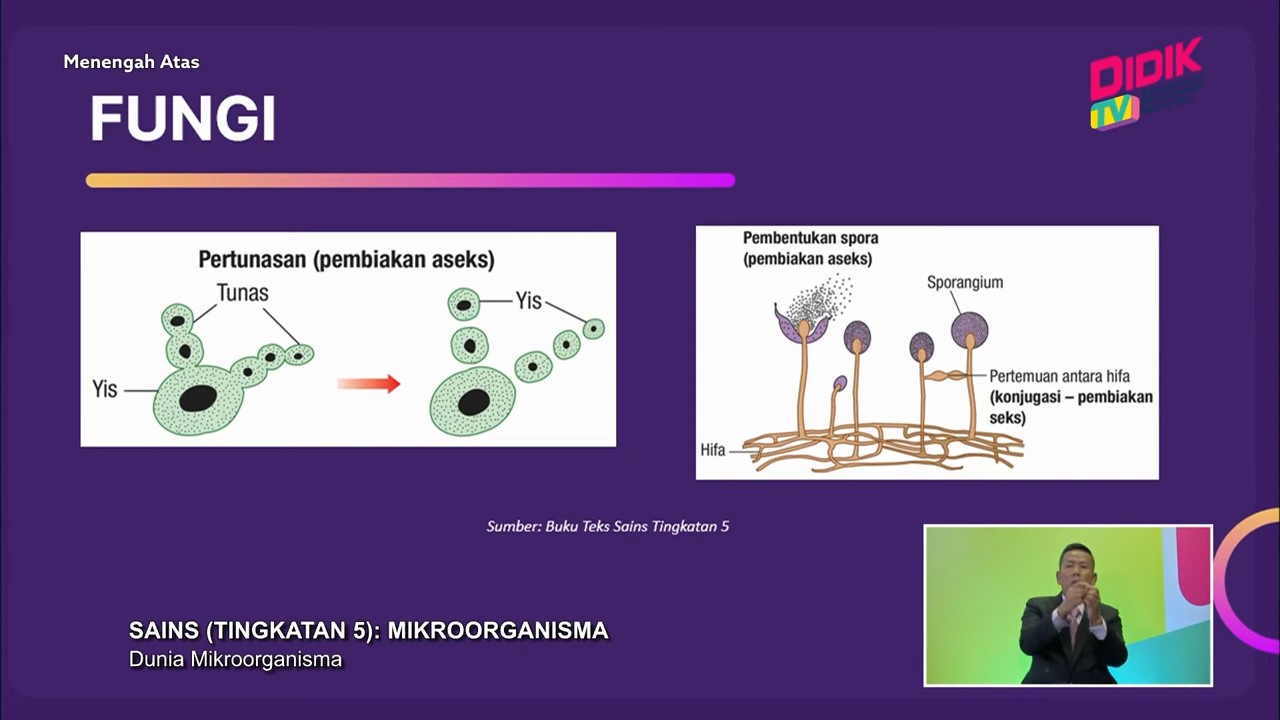 Menengah Atas
FUNGI
DIDIK
TV
Pertunasan (pembiakan aseks)
Tunas
Yis
Yis
Pembentukan spora
(pembiakan aseks)
Sporangium
Pertemuan antara hifa
(konjugasi – pembiakan
seks)
Hifa
Sumber: Buku Teks Sains Tingkatan 5
SAINS (TINGKATAN 5): MIKROORGANISMA
Dunia Mikroorganisma